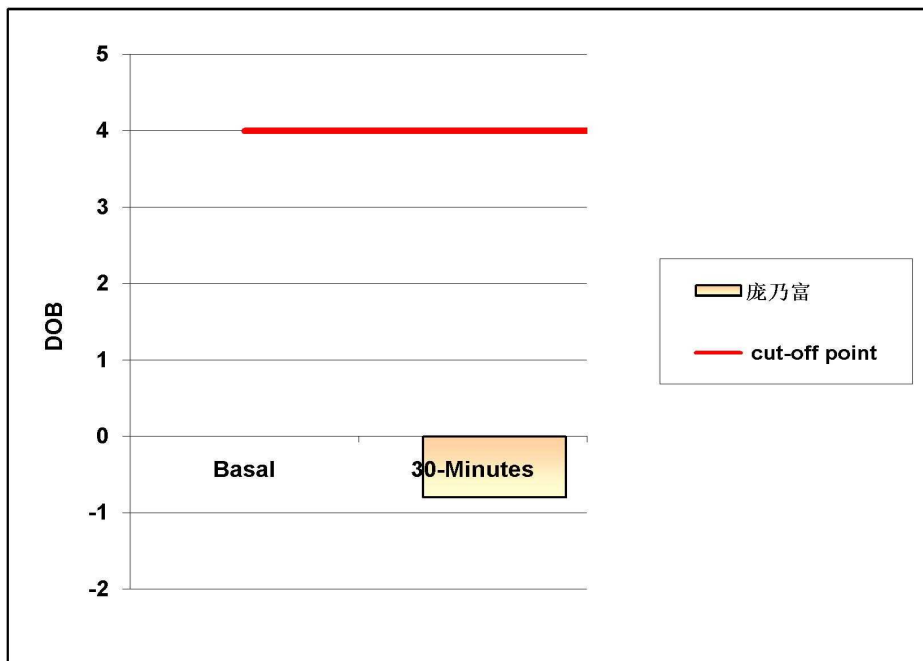 5
4
3
2
1
0
-1
-2
DOB
Basal
30-Minutes
庞乃富
cut-off point